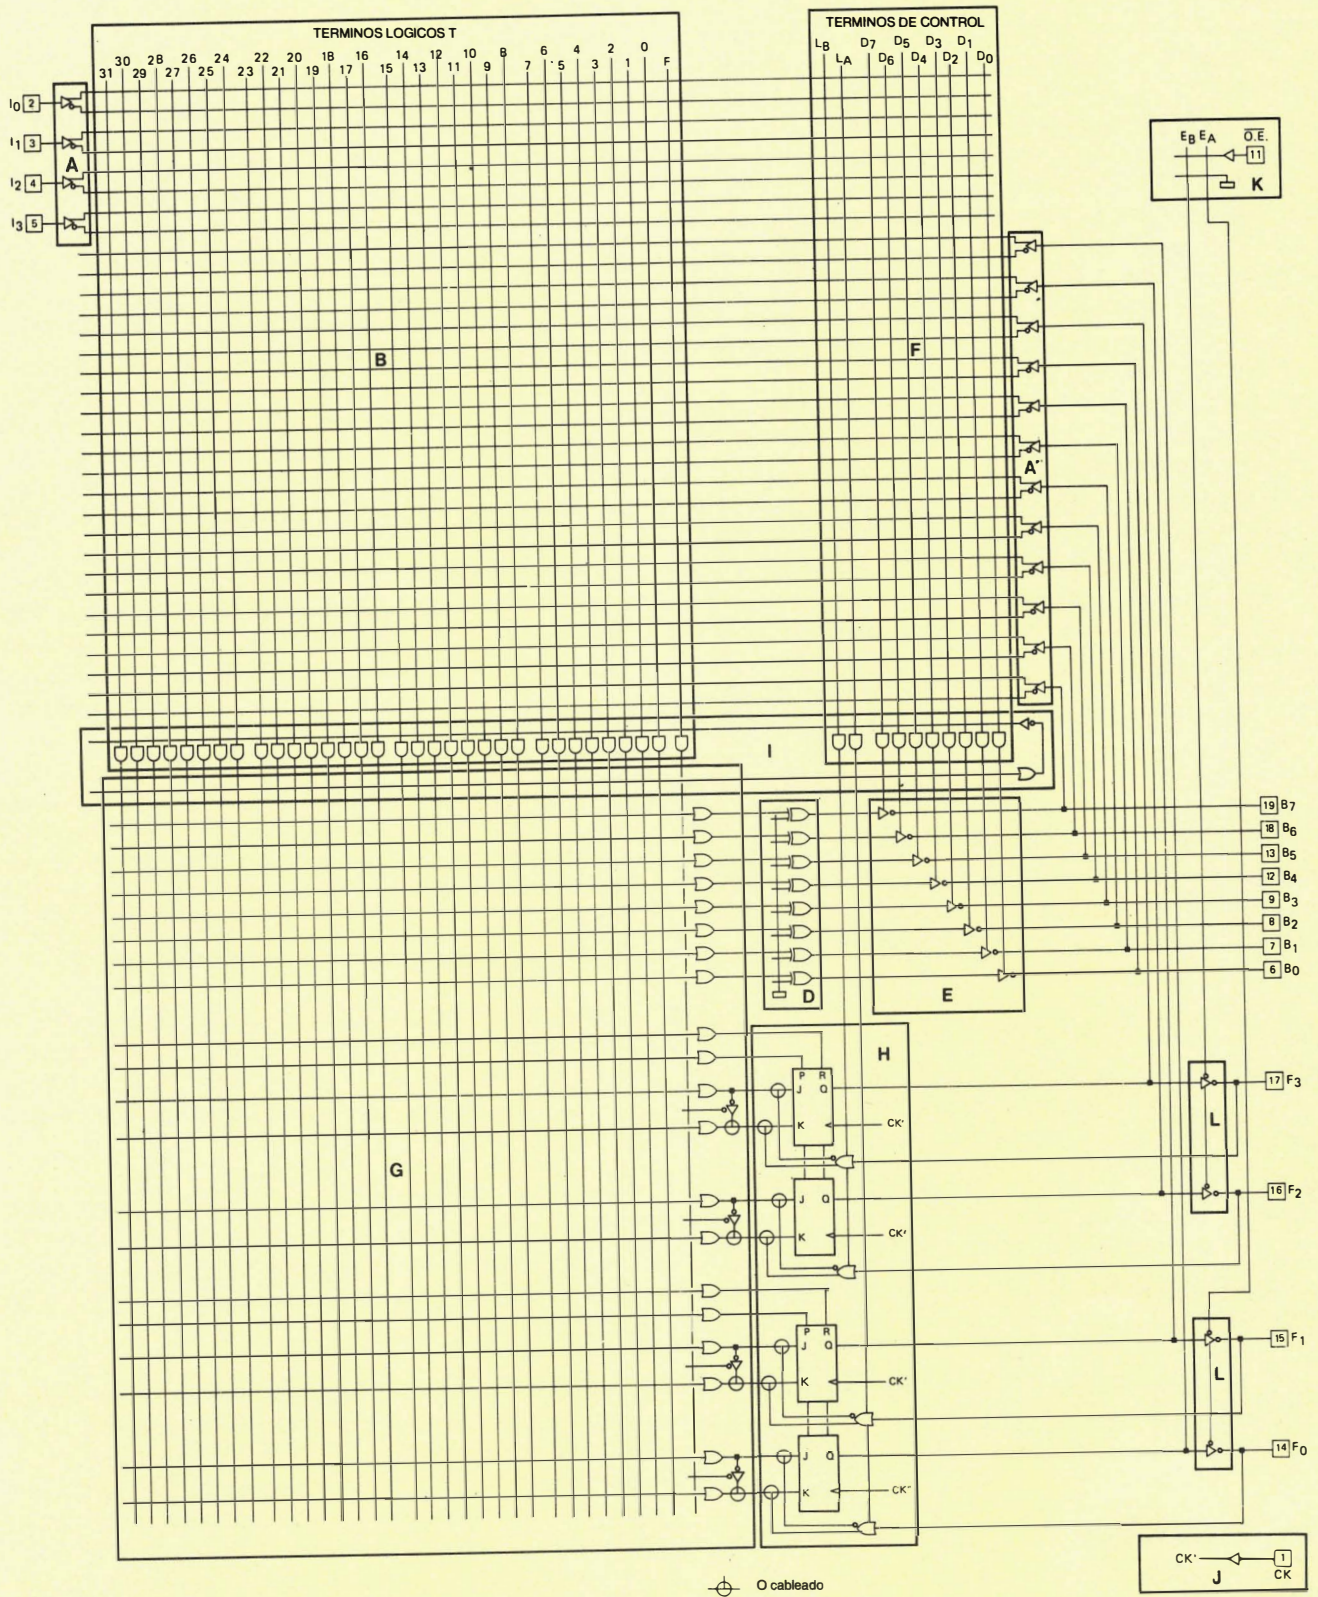 TERMINOS LOGICOS T
31 30 29 28 27 26 25 24 23 22 21 20 19 18 17 16 15 14 13 12 11 10 9 8 7 6 5 4 3 2 1 0 F
TERMINOS DE CONTROL
LB LA D7 D6 D5 D4 D3 D2 D1 D0
I0 2
I1 3
A
I2 4
I3 5
EB EA O.E.
11
K
B
F
A'
I
19 B7
18 B6
13 B5
12 B4
9 B3
8 B2
7 B1
6 B0
D
E
H
P R
J Q
K CK'
17 F3
L
G
J Q
K CK'
16 F2
P R
J Q
K CK'
15 F1
L
J Q
K CK'
14 F0
CK' 1
J CK
O cableado